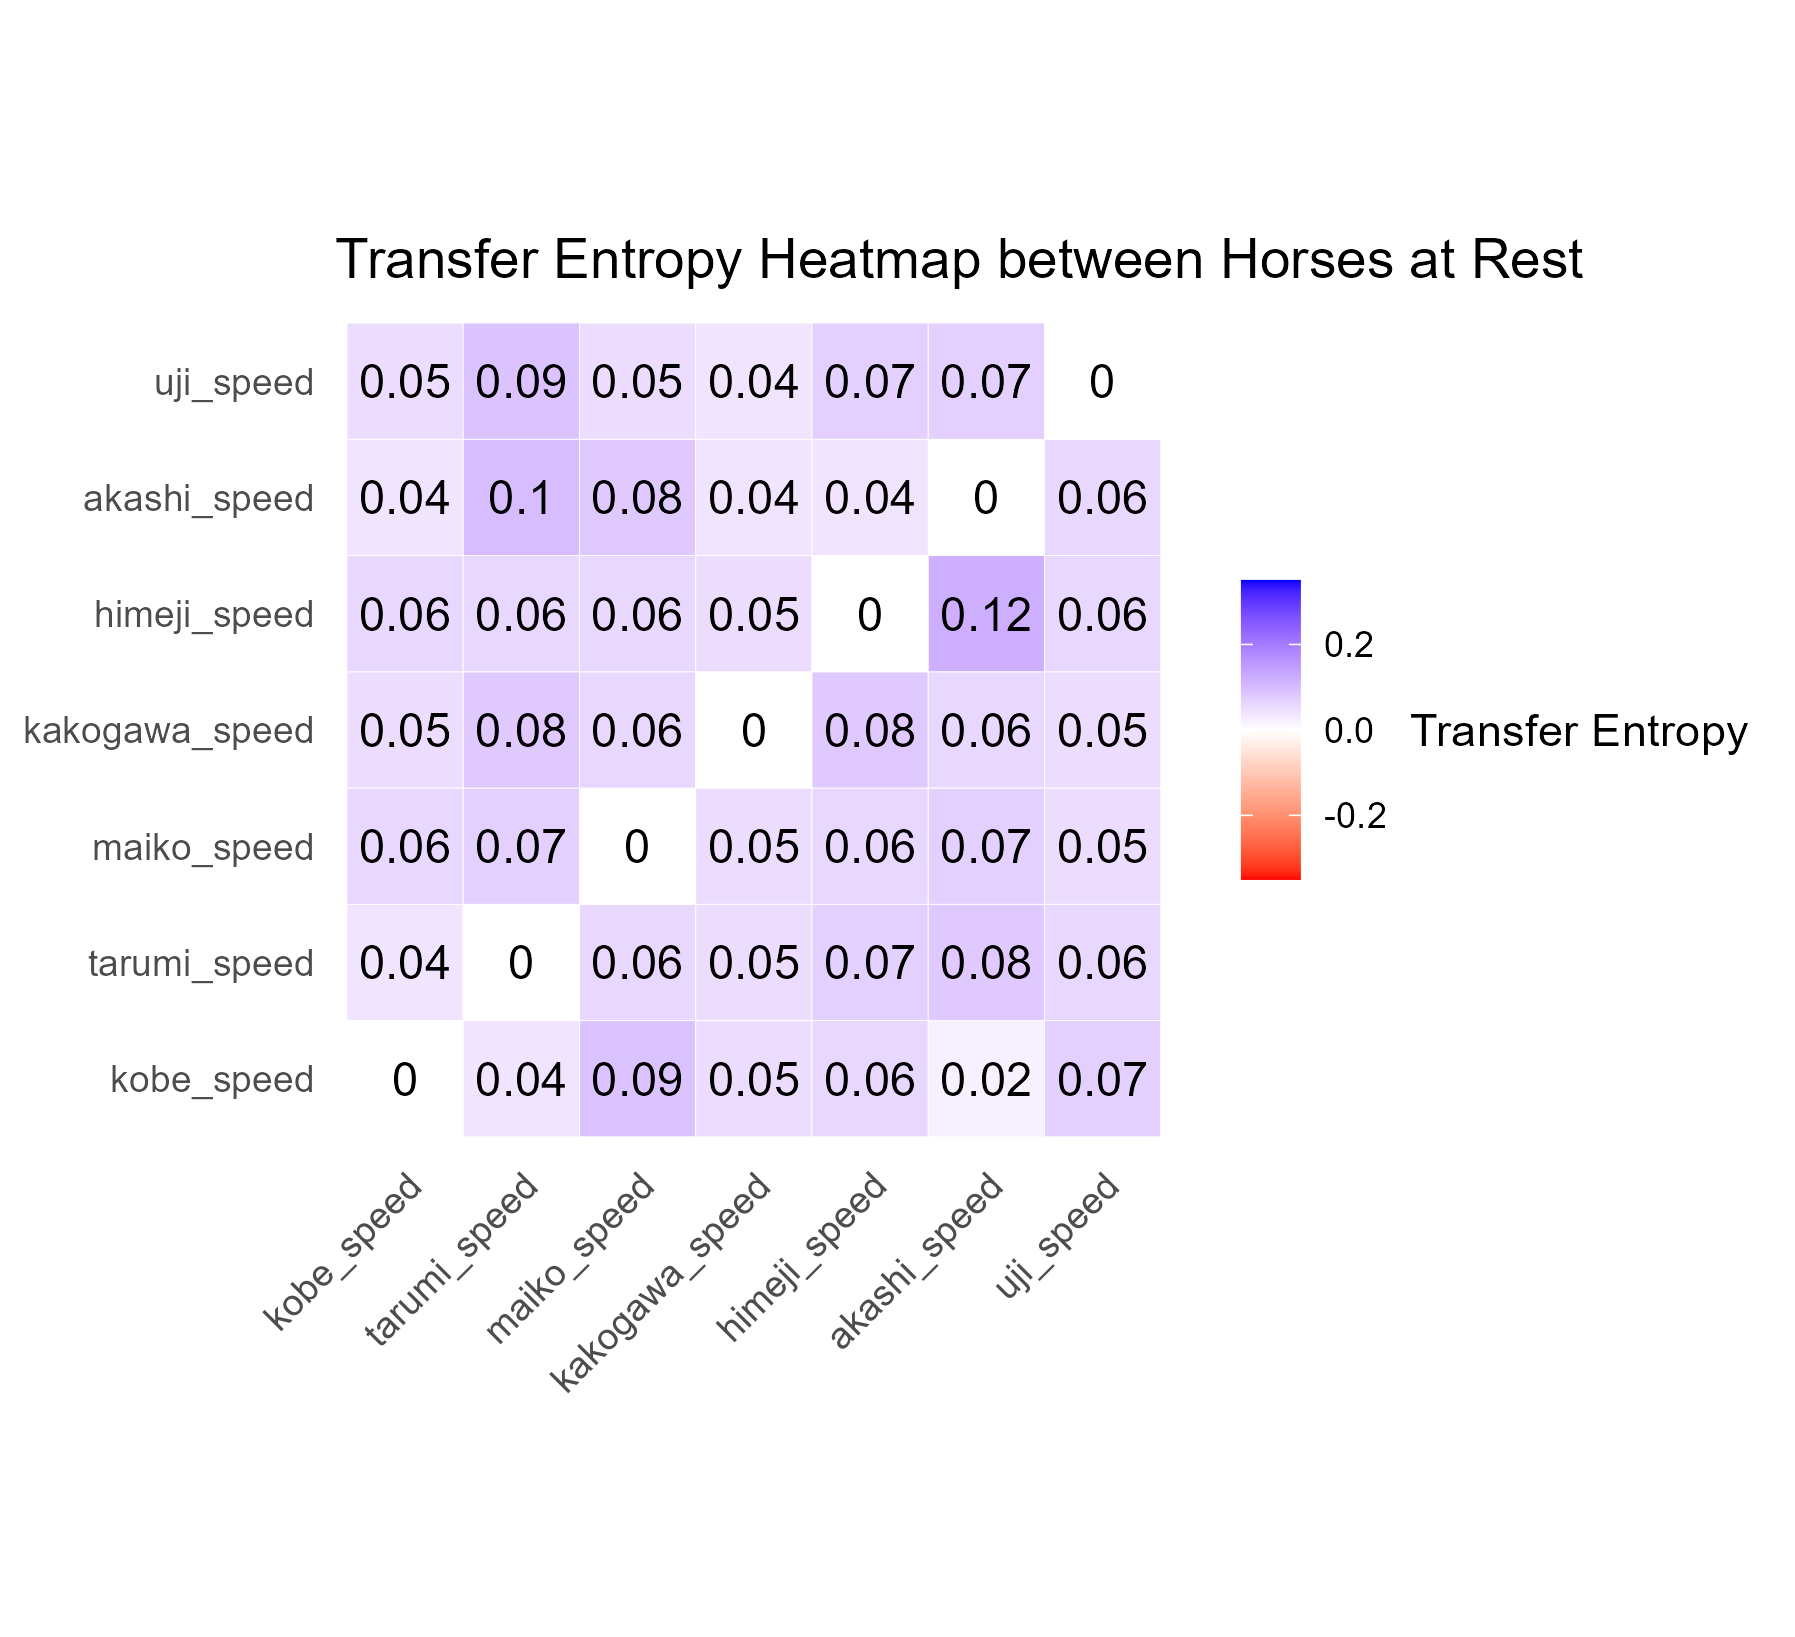 Transfer Entropy Heatmap between Horses at Rest
uji_speed 0.05 0.09 0.05 0.04 0.07 0.07 0
akashi_speed 0.04 0.1 0.08 0.04 0.04 0 0.06
himeji_speed 0.06 0.06 0.06 0.05 0 0.12 0.06
kakogawa_speed 0.05 0.08 0.06 0 0.08 0.06 0.05
maiko_speed 0.06 0.07 0 0.05 0.06 0.07 0.05
tarumi_speed 0.04 0 0.06 0.05 0.07 0.08 0.06
kobe_speed 0 0.04 0.09 0.05 0.06 0.02 0.07
kobe_speed
tarumi_speed
maiko_speed
kakogawa_speed
himeji_speed
akashi_speed
uji_speed
0.2
0.0
-0.2
Transfer Entropy